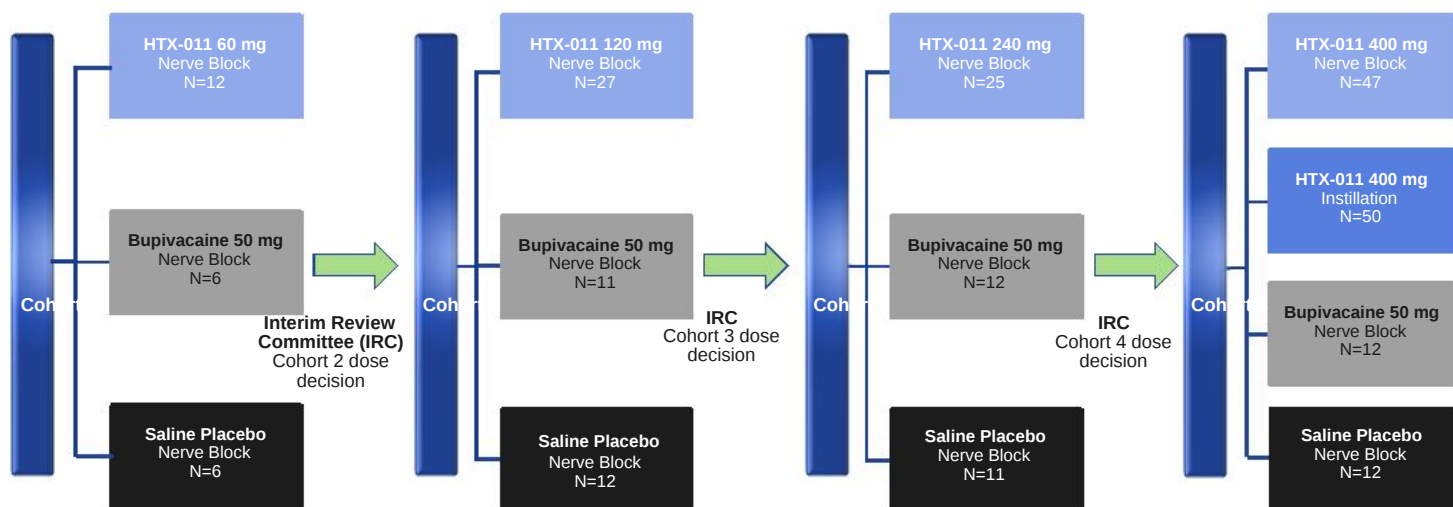 Cohort
HTX-011 60 mg
Nerve Block
N=12
Bupivacaine 50 mg
Nerve Block
N=6
Saline Placebo
Nerve Block
N=6
Interim Review
Committee (IRC)
Cohort 2 dose
decision
Cohort
HTX-011 120 mg
Nerve Block
N=27
Bupivacaine 50 mg
Nerve Block
N=11
Saline Placebo
Nerve Block
N=12
IRC
Cohort 3 dose
decision
Cohort
HTX-011 240 mg
Nerve Block
N=25
Bupivacaine 50 mg
Nerve Block
N=12
Saline Placebo
Nerve Block
N=11
IRC
Cohort 4 dose
decision
Cohort
HTX-011 400 mg
Nerve Block
N=47
HTX-011 400 mg
Instillation
N=50
Bupivacaine 50 mg
Nerve Block
N=12
Saline Placebo
Nerve Block
N=12